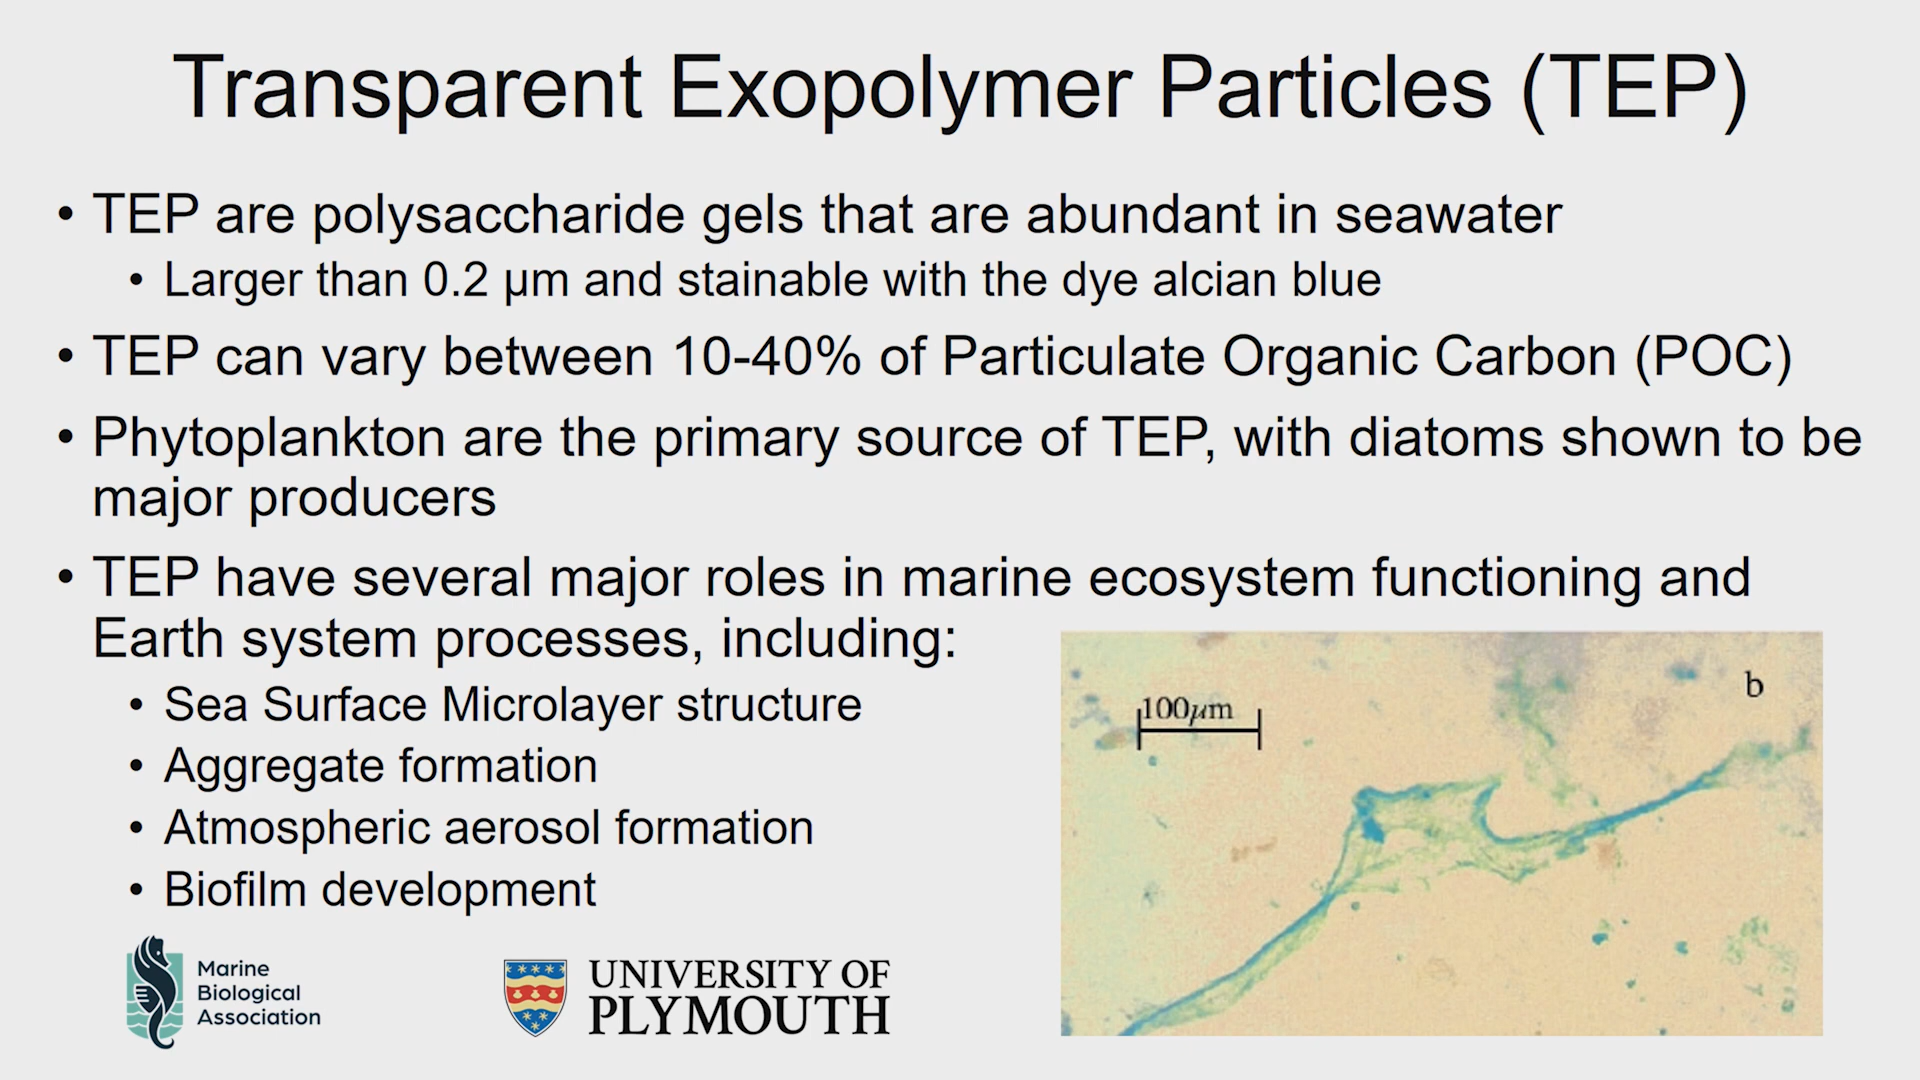 Transparent Exopolymer Particles (TEP)
• TEP are polysaccharide gels that are abundant in seawater
• Larger than 0.2 μm and stainable with the dye alcian blue
• TEP can vary between 10-40% of Particulate Organic Carbon (POC)
• Phytoplankton are the primary source of TEP, with diatoms shown to be
major producers
• TEP have several major roles in marine ecosystem functioning and
Earth system processes, including:
• Sea Surface Microlayer structure
• Aggregate formation
• Atmospheric aerosol formation
• Biofilm development
100μm
b
Marine
Biological
Association
UNIVERSITY OF
PLYMOUTH